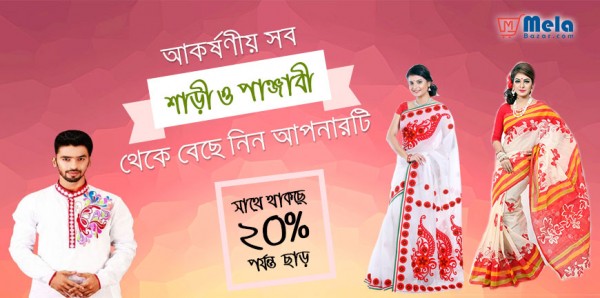 আকর্ষণীয় সব
শাড়ী ও পাঞ্জাবী
থেকে বেছে নিন আপনারটি
সাথে থাকছে
২০%
পর্যন্ত ছাড়
Mela
Bazar.com